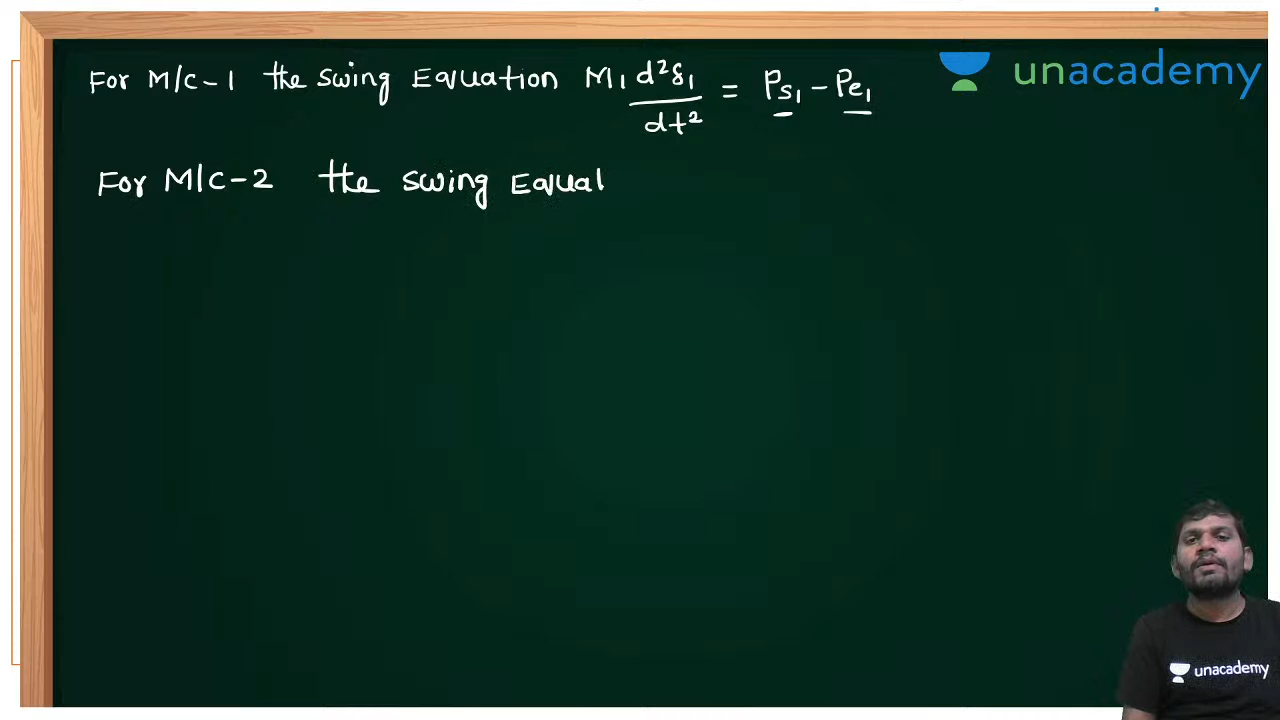 For M/C-1 the swing Equation M₁ d²δ₁/dt² = Ps₁ - Pe₁
unacademy
For M/C-2 the swing Equal
unacademy